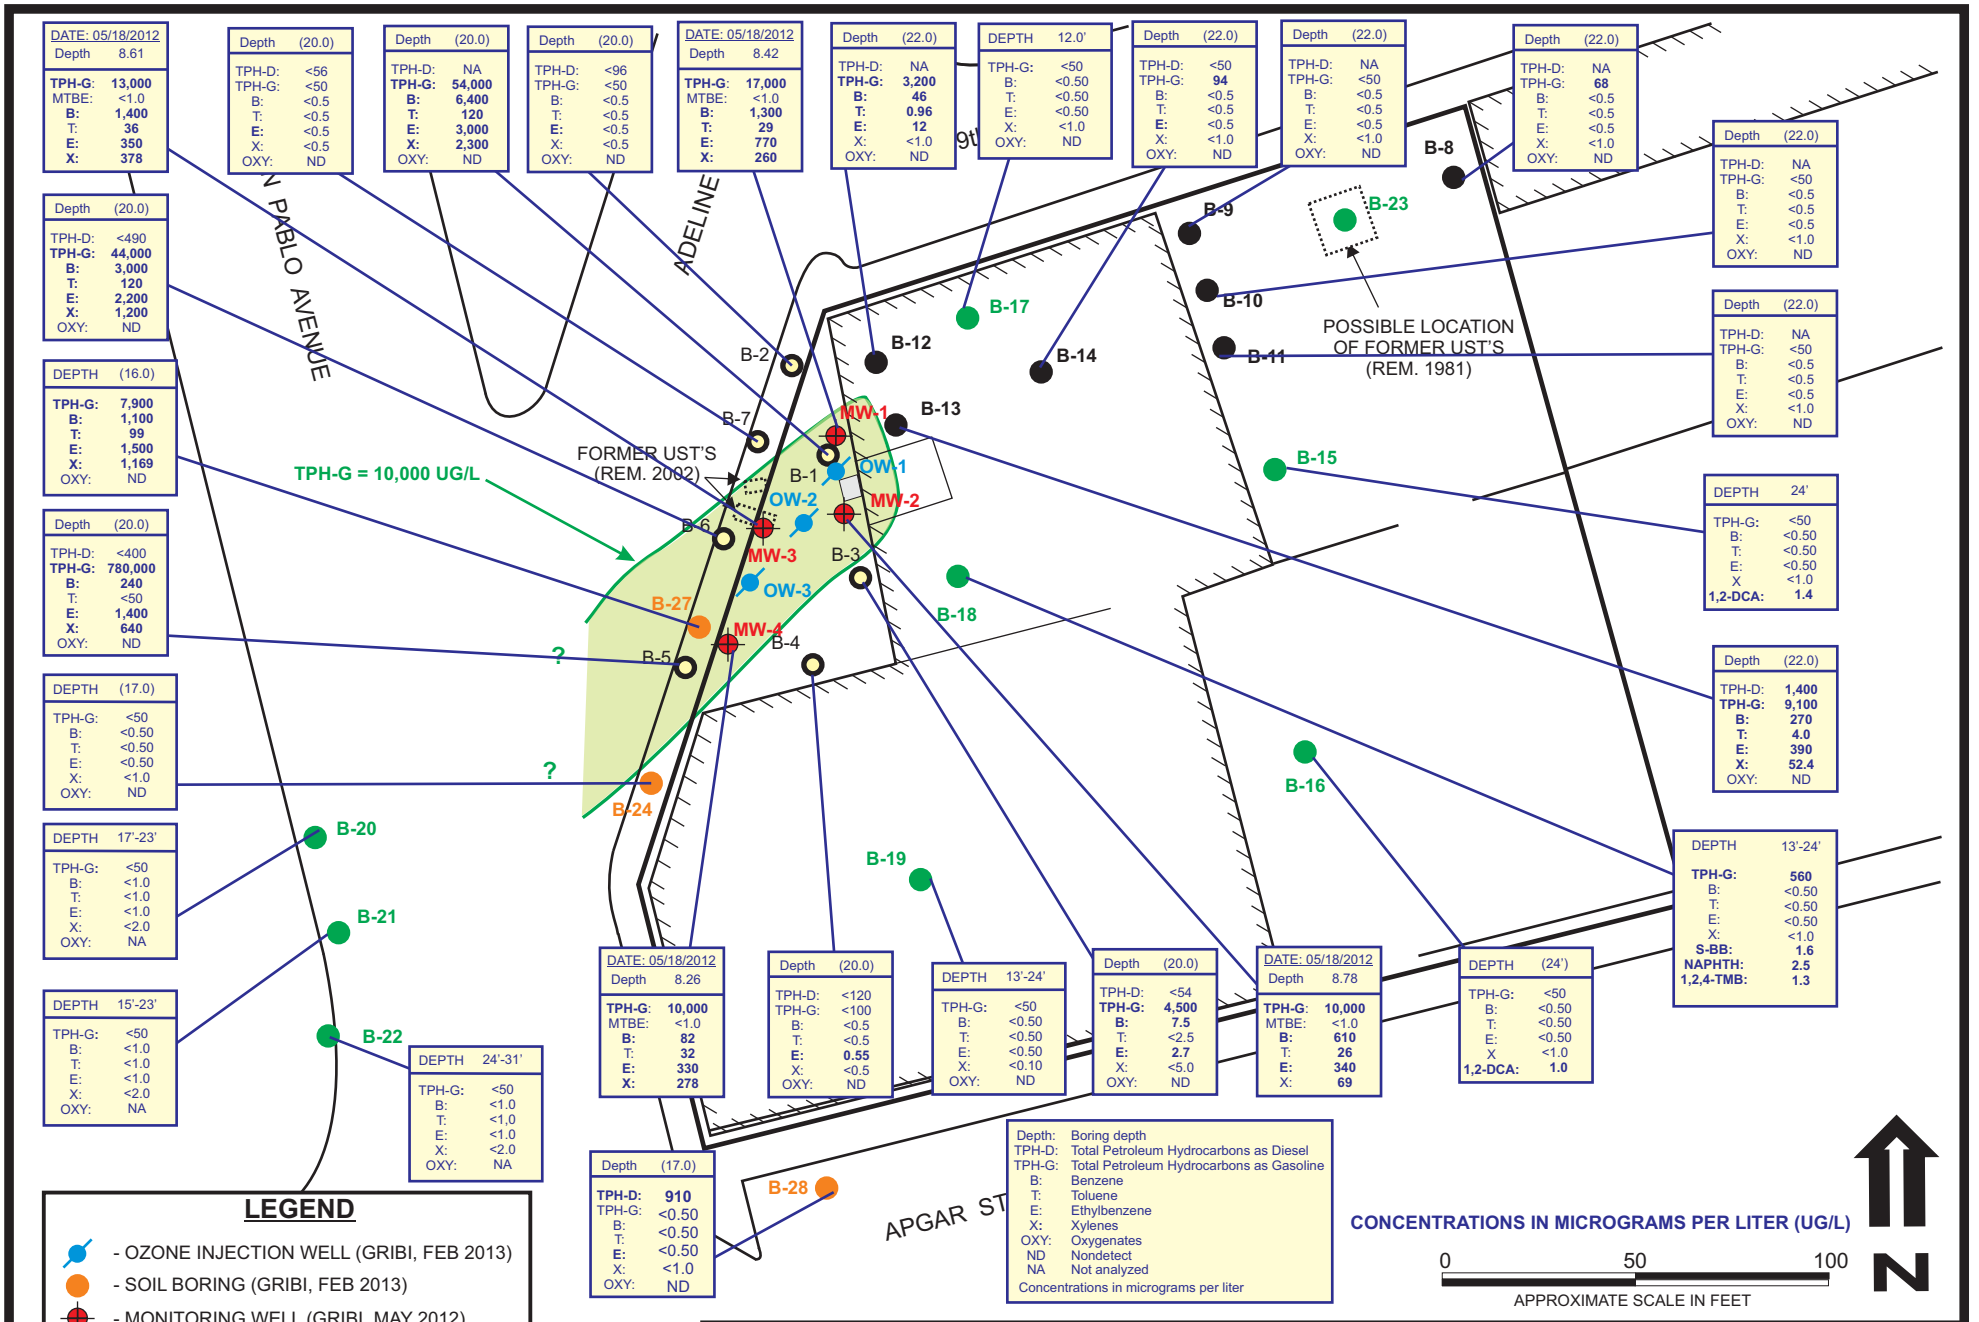 DATE: 05/18/2012
Depth 8.61
TPH-G: 13,000
MTBE: <1.0
B: 1,400
T: 36
E: 350
X: 378
Depth (20.0)
TPH-D: <56
TPH-G: <50
B: <0.5
T: <0.5
E: <0.5
X: <0.5
OXY: ND
Depth (20.0)
TPH-D: NA
TPH-G: 54,000
B: 6,400
T: 120
E: 3,000
X: 2,300
OXY: ND
Depth (20.0)
TPH-D: <96
TPH-G: <50
B: <0.5
T: <0.5
E: <0.5
X: <0.5
OXY: ND
DATE: 05/18/2012
Depth 8.42
TPH-G: 17,000
MTBE: <1.0
B: 1,300
T: 29
E: 770
X: 260
Depth (22.0)
TPH-D: NA
TPH-G: 3,200
B: 46
T: 0.96
E: 12
X: <1.0
OXY: ND
DEPTH 12.0'
TPH-G: <50
B: <0.50
T: <0.50
E: <0.50
X: <1.0
OXY: ND
Depth (22.0)
TPH-D: <50
TPH-G: 94
B: <0.5
T: <0.5
E: <0.5
X: <1.0
OXY: ND
Depth (22.0)
TPH-D: NA
TPH-G: <50
B: <0.5
T: <0.5
E: <0.5
X: <1.0
OXY: ND
Depth (22.0)
TPH-D: NA
TPH-G: 68
B: <0.5
T: <0.5
E: <0.5
X: <1.0
OXY: ND
Depth (22.0)
TPH-D: NA
TPH-G: <50
B: <0.5
T: <0.5
E: <0.5
X: <1.0
OXY: ND
Depth (20.0)
TPH-D: <490
TPH-G: 44,000
B: 3,000
T: 120
E: 2,200
X: 1,200
OXY: ND
N PABLO AVENUE
ADELINE
9th
B-8
B-23
B-9
B-10
B-11
B-17
B-12
B-14
B-2
POSSIBLE LOCATION
OF FORMER UST'S
(REM. 1981)
Depth (22.0)
TPH-D: NA
TPH-G: <50
B: <0.5
T: <0.5
E: <0.5
X: <1.0
OXY: ND
DEPTH (16.0)
TPH-G: 7,900
B: 1,100
T: 99
E: 1,500
X: 1,169
OXY: ND
B-7
MW-1
B-13
FORMER UST'S
(REM. 2002)
TPH-G = 10,000 UG/L
B-1
OW-1
OW-2
MW-2
B-15
B-6
MW-3
B-3
OW-3
B-27
B-18
MW-4
B-4
B-5
?
?
B-24
B-16
DEPTH 24'
TPH-G: <50
B: <0.50
T: <0.50
E: <0.50
X <1.0
1,2-DCA: 1.4
Depth (20.0)
TPH-D: <400
TPH-G: 780,000
B: 240
T: <50
E: 1,400
X: 640
OXY: ND
Depth (22.0)
TPH-D: 1,400
TPH-G: 9,100
B: 270
T: 4.0
E: 390
X: 52.4
OXY: ND
DEPTH (17.0)
TPH-G: <50
B: <0.50
T: <0.50
E: <0.50
X: <1.0
OXY: ND
DEPTH 17'-23'
TPH-G: <50
B: <1.0
T: <1.0
E: <1.0
X: <2.0
OXY: NA
B-20
B-21
B-22
B-19
DEPTH 13'-24'
TPH-G: 560
B: <0.50
T: <0.50
E: <0.50
X: <1.0
S-BB: 1.6
NAPHTH: 2.5
1,2,4-TMB: 1.3
DEPTH 15'-23'
TPH-G: <50
B: <1.0
T: <1.0
E: <1.0
X: <2.0
OXY: NA
DEPTH 24'-31'
TPH-G: <50
B: <1.0
T: <1,0
E: <1.0
X: <2.0
OXY: NA
DATE: 05/18/2012
Depth 8.26
TPH-G: 10,000
MTBE: <1.0
B: 82
T: 32
E: 330
X: 278
Depth (20.0)
TPH-D: <120
TPH-G: <100
B: <0.5
T: <0.5
E: 0.55
X: <0.5
OXY: ND
DEPTH 13'-24'
TPH-G: <50
B: <0.50
T: <0.50
E: <0.50
X: <0.10
OXY: ND
Depth (20.0)
TPH-D: <54
TPH-G: 4,500
B: 7.5
T: <2.5
E: 2.7
X: <5.0
OXY: ND
DATE: 05/18/2012
Depth 8.78
TPH-G: 10,000
MTBE: <1.0
B: 610
T: 26
E: 340
X: 69
DEPTH (24')
TPH-G: <50
B: <0.50
T: <0.50
E: <0.50
X <1.0
1,2-DCA: 1.0
Depth (17.0)
TPH-D: 910
TPH-G: <0.50
B: <0.50
T: <0.50
E: <0.50
X: <1.0
OXY: ND
B-28
APGAR ST
Depth: Boring depth
TPH-D: Total Petroleum Hydrocarbons as Diesel
TPH-G: Total Petroleum Hydrocarbons as Gasoline
B: Benzene
T: Toluene
E: Ethylbenzene
X: Xylenes
OXY: Oxygenates
ND Nondetect
NA Not analyzed
Concentrations in micrograms per liter
CONCENTRATIONS IN MICROGRAMS PER LITER (UG/L)
0 50 100
APPROXIMATE SCALE IN FEET
N
LEGEND
- OZONE INJECTION WELL (GRIBI, FEB 2013)
- SOIL BORING (GRIBI, FEB 2013)
- MONITORING WELL (GRIBI, MAY 2012)